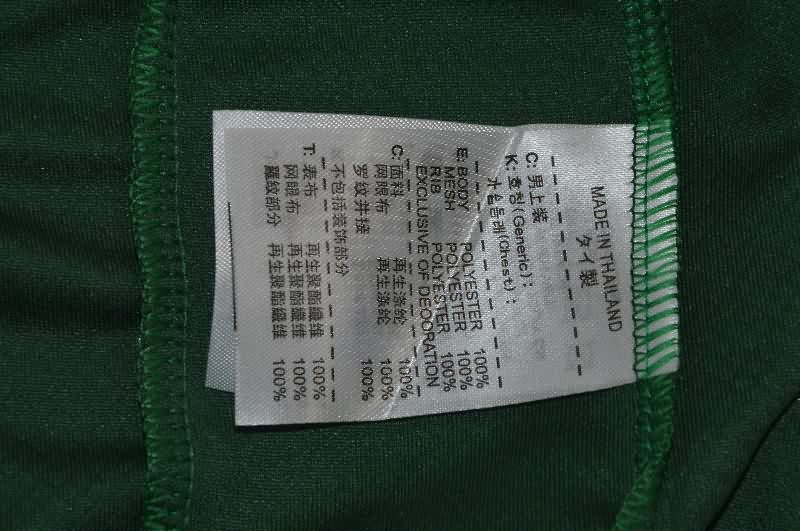 MADE IN THAILAND
タイ製
C: 男上装
K: 호칭(Generic) :
가슴둘레(Chest) :
E: BODY POLYESTER 100%
MESH POLYESTER 100%
RIB POLYESTER 100%
EXCLUSIVE OF DECORATION
C: 面料 再生涤纶 100%
网眼布 再生涤纶 100%
罗纹并接 100%
不包括装饰部分
T: 表布 再生聚酯纖维 100%
网眼布 再生聚酯纖维 100%
羅紋部分 再生聚酯纖维 100%